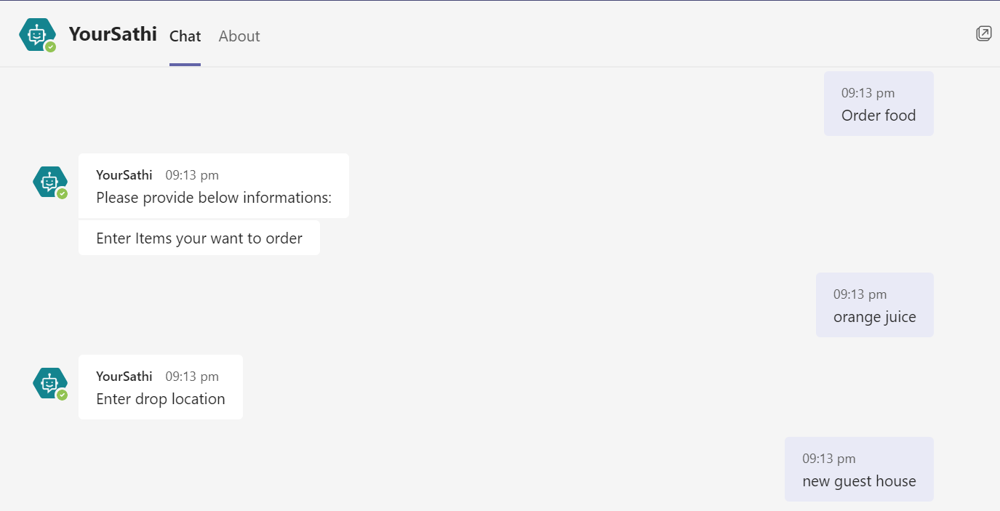 YourSathi Chat About
09:13 pm
Order food
YourSathi 09:13 pm
Please provide below informations:
Enter Items your want to order
09:13 pm
orange juice
YourSathi 09:13 pm
Enter drop location
09:13 pm
new guest house